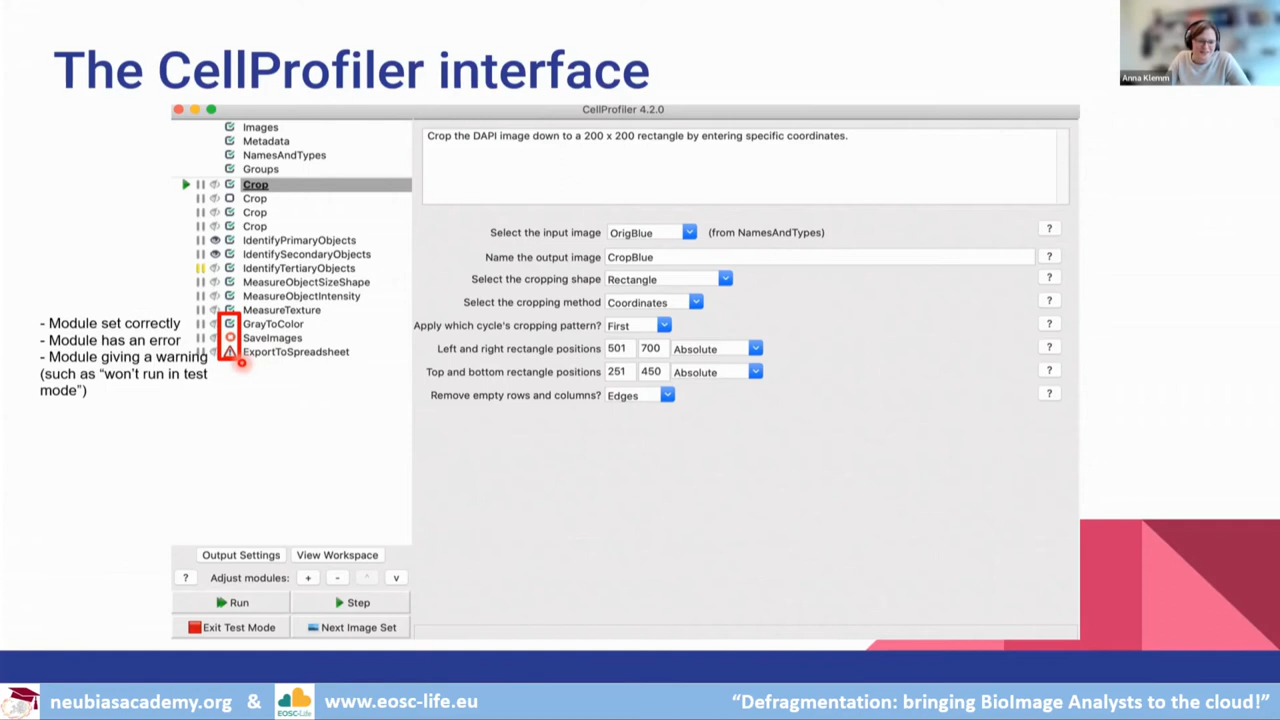 The CellProfiler interface
Anna Klemm
CellProfiler 4.2.0
Images
Metadata
NamesAndTypes
Groups
Crop
Crop
Crop
Crop
IdentifyPrimaryObjects
IdentifySecondaryObjects
IdentifyTertiaryObjects
MeasureObjectSizeShape
MeasureObjectIntensity
MeasureTexture
GrayToColor
SaveImages
ExportToSpreadsheet
- Module set correctly
- Module has an error
- Module giving a warning
(such as “won’t run in test
mode”)
Crop the DAPI image down to a 200 x 200 rectangle by entering specific coordinates.
Select the input image OrigBlue (from NamesAndTypes) ?
Name the output image CropBlue ?
Select the cropping shape Rectangle ?
Select the cropping method Coordinates ?
Apply which cycle's cropping pattern? First ?
Left and right rectangle positions 501 700 Absolute ?
Top and bottom rectangle positions 251 450 Absolute ?
Remove empty rows and columns? Edges ?
Output Settings View Workspace
? Adjust modules: + - ^ v
Run Step
Exit Test Mode Next Image Set
neubiasacademy.org & EOSC-Life www.eosc-life.eu “Defragmentation: bringing BioImage Analysts to the cloud!”